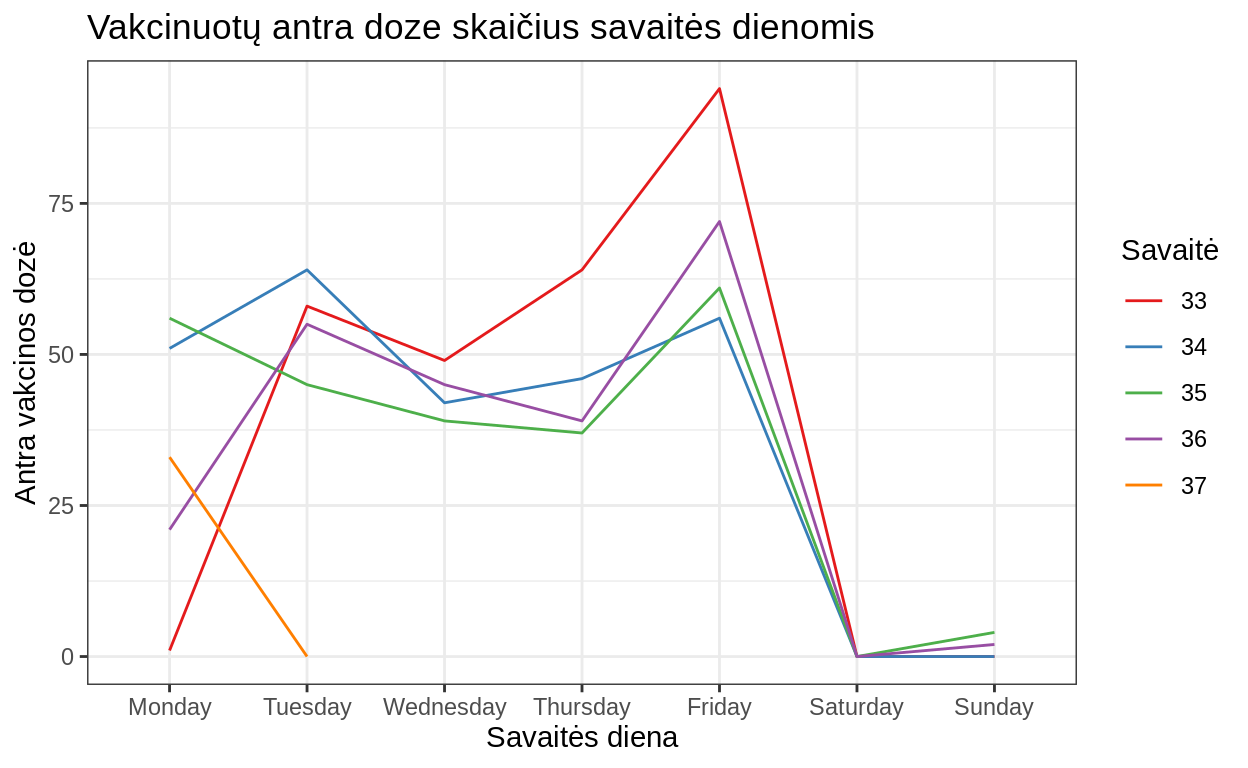 Vakcinuotų antra doze skaičius savaitės dienomis
Antra vakcinos dozė
75
50
25
0
Monday Tuesday Wednesday Thursday Friday Saturday Sunday
Savaitės diena
Savaitė
33
34
35
36
37